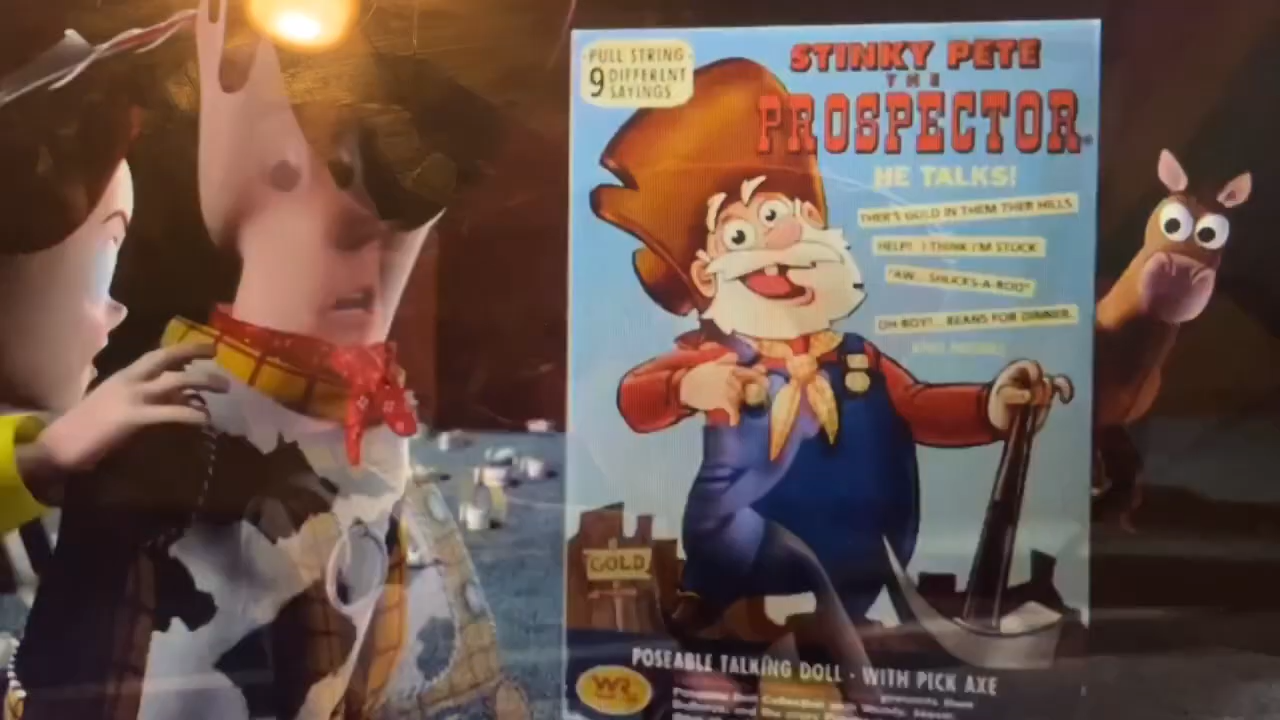 PULL STRING
9 DIFFERENT
SAYINGS
STINKY PETE
THE
PROSPECTOR
HE TALKS!
THER'S GOLD IN THEM THER HILLS
HELP! I THINK I'M STUCK
"AW... SHUCKS-A-ROO"
OH BOY!... BEANS FOR DINNER.
GOLD
POSEABLE TALKING DOLL · WITH PICK AXE
WR